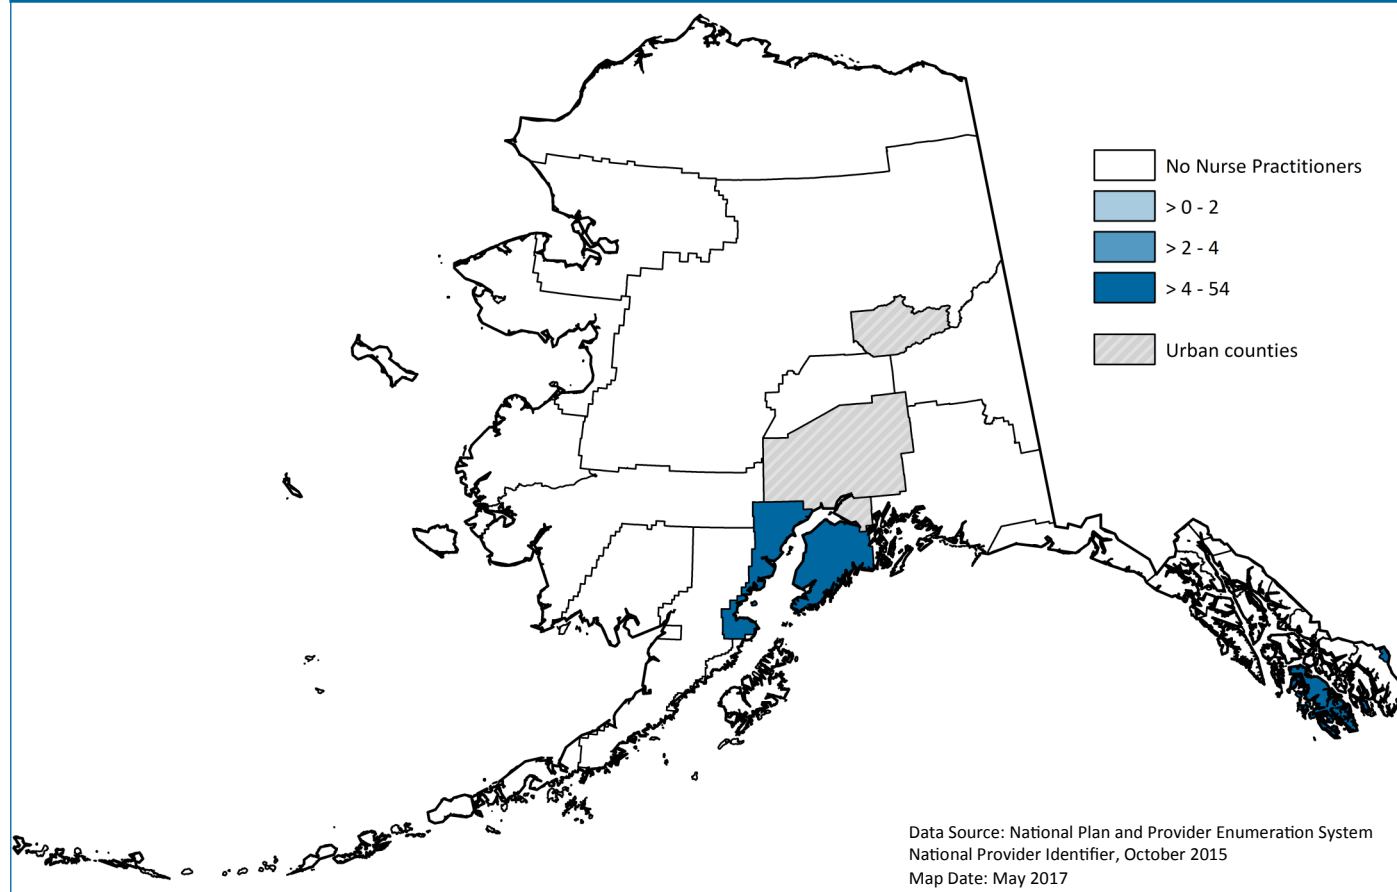 No Nurse Practitioners
> 0 - 2
> 2 - 4
> 4 - 54
Urban counties
Data Source: National Plan and Provider Enumeration System
National Provider Identifier, October 2015
Map Date: May 2017